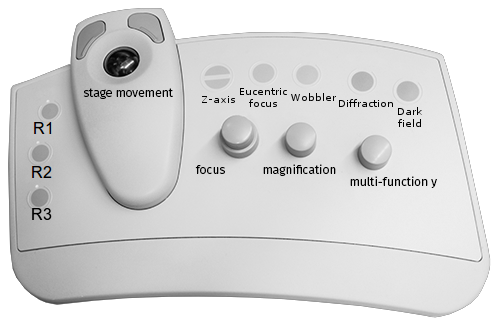 stage movement
Z-axis
Eucentric
focus
Wobbler
Diffraction
Dark
field
R1
R2
R3
focus
magnification
multi-function y